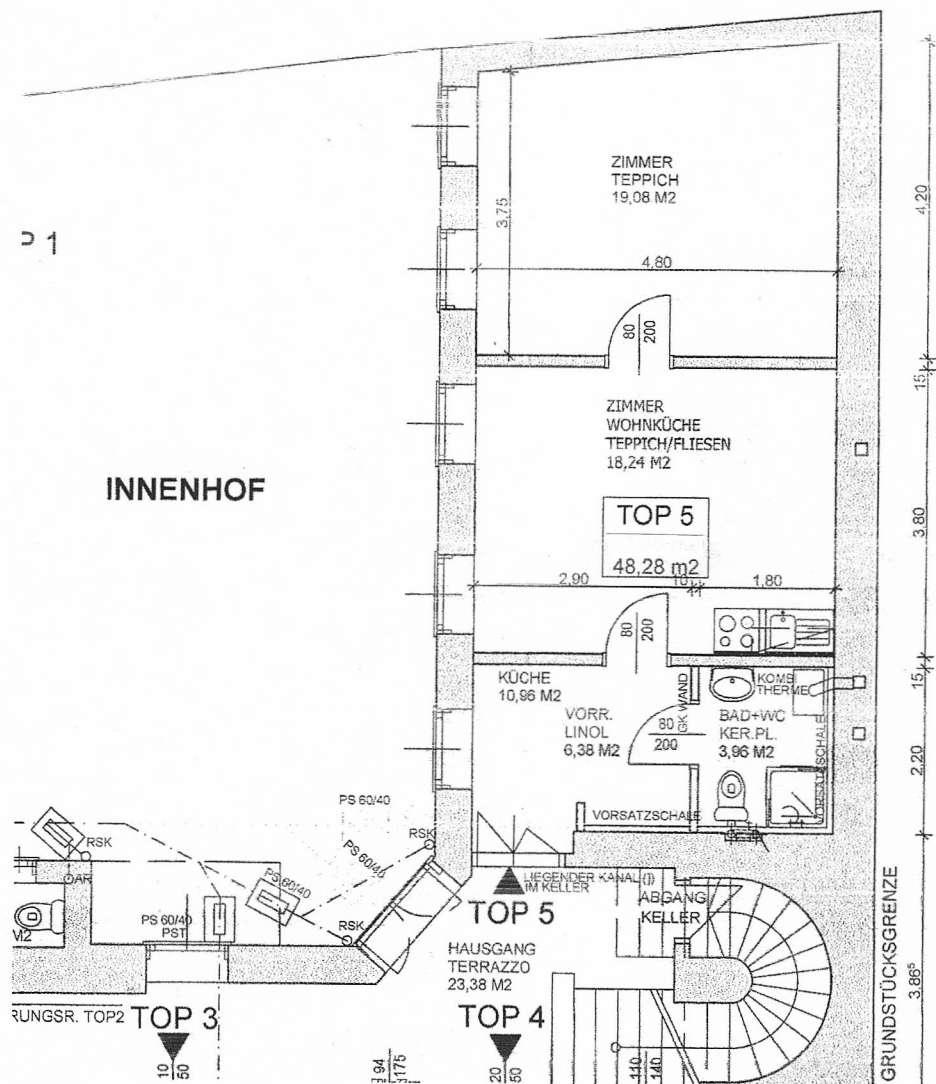 ZIMMER
TEPPICH
19,08 M2
3,75
4,20
P 1
4,80
80
200
15
ZIMMER
WOHNKÜCHE
TEPPICH/FLIESEN
18,24 M2
INNENHOF
TOP 5
48,28 m2
3,80
2,90
10
1,80
80
200
15
KÜCHE
10,96 M2
KOMBI
THERME
GK WAND
VORR.
LINOL
6,38 M2
80
200
BAD+WC
KER.PL.
3,96 M2
VORSATZSCHALE
2,20
PS 60/40
VORSATZSCHALE
RSK
RSK
PS 60/40
LIEGENDER KANAL
IM KELLER
ABGANG
KELLER
GRUNDSTÜCKSGRENZE
DAR
PS 60/40
TOP 5
M2
PS 60/40
PST
RSK
HAUSGANG
TERRAZZO
23,38 M2
3.86⁵
RUNGSR. TOP2
TOP 3
TOP 4
10
50
94
175
20
50
110
140